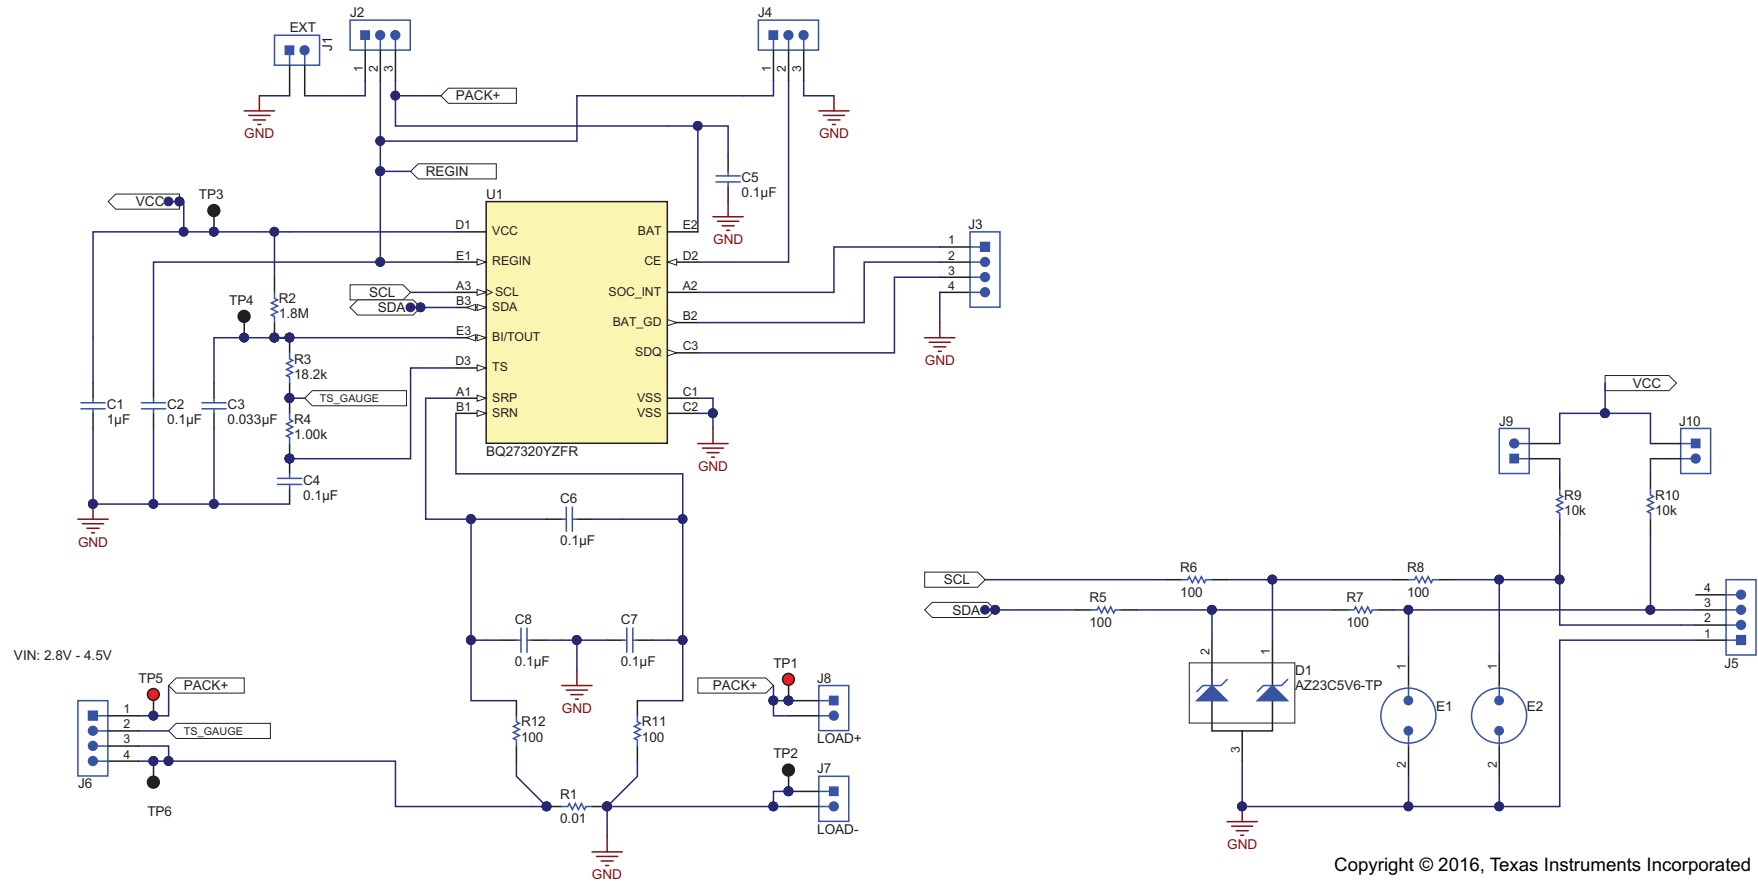 EXT
J1
J2
1
2
3
PACK+
GND
REGIN
J4
1
2
3
GND
C5
0.1µF
GND
VCC
TP3
U1
D1
VCC
E1
REGIN
SCL
A3
SCL
SDA
B3
SDA
E3
BI/TOUT
D3
TS
A1
SRP
B1
SRN
BAT
E2
CE
D2
SOC_INT
A2
BAT_GD
B2
SDQ
C3
VSS
C1
VSS
C2
GND
BQ27320YZFR
J3
1
2
3
4
GND
TP4
R2
1.8M
R3
18.2k
TS_GAUGE
R4
1.00k
C1
1µF
C2
0.1µF
C3
0.033µF
C4
0.1µF
GND
C6
0.1µF
C8
0.1µF
C7
0.1µF
GND
R12
100
R11
100
R1
0.01
GND
VIN: 2.8V - 4.5V
TP5
PACK+
1
2
TS_GAUGE
3
4
J6
TP6
TP1
PACK+
J8
LOAD+
TP2
J7
LOAD-
VCC
J9
J10
R9
10k
R10
10k
SCL
R6
100
R8
100
SDA
R5
100
R7
100
4
3
2
1
J5
2
1
D1
AZ23C5V6-TP
3
1
E1
2
1
E2
2
GND
Copyright © 2016, Texas Instruments Incorporated